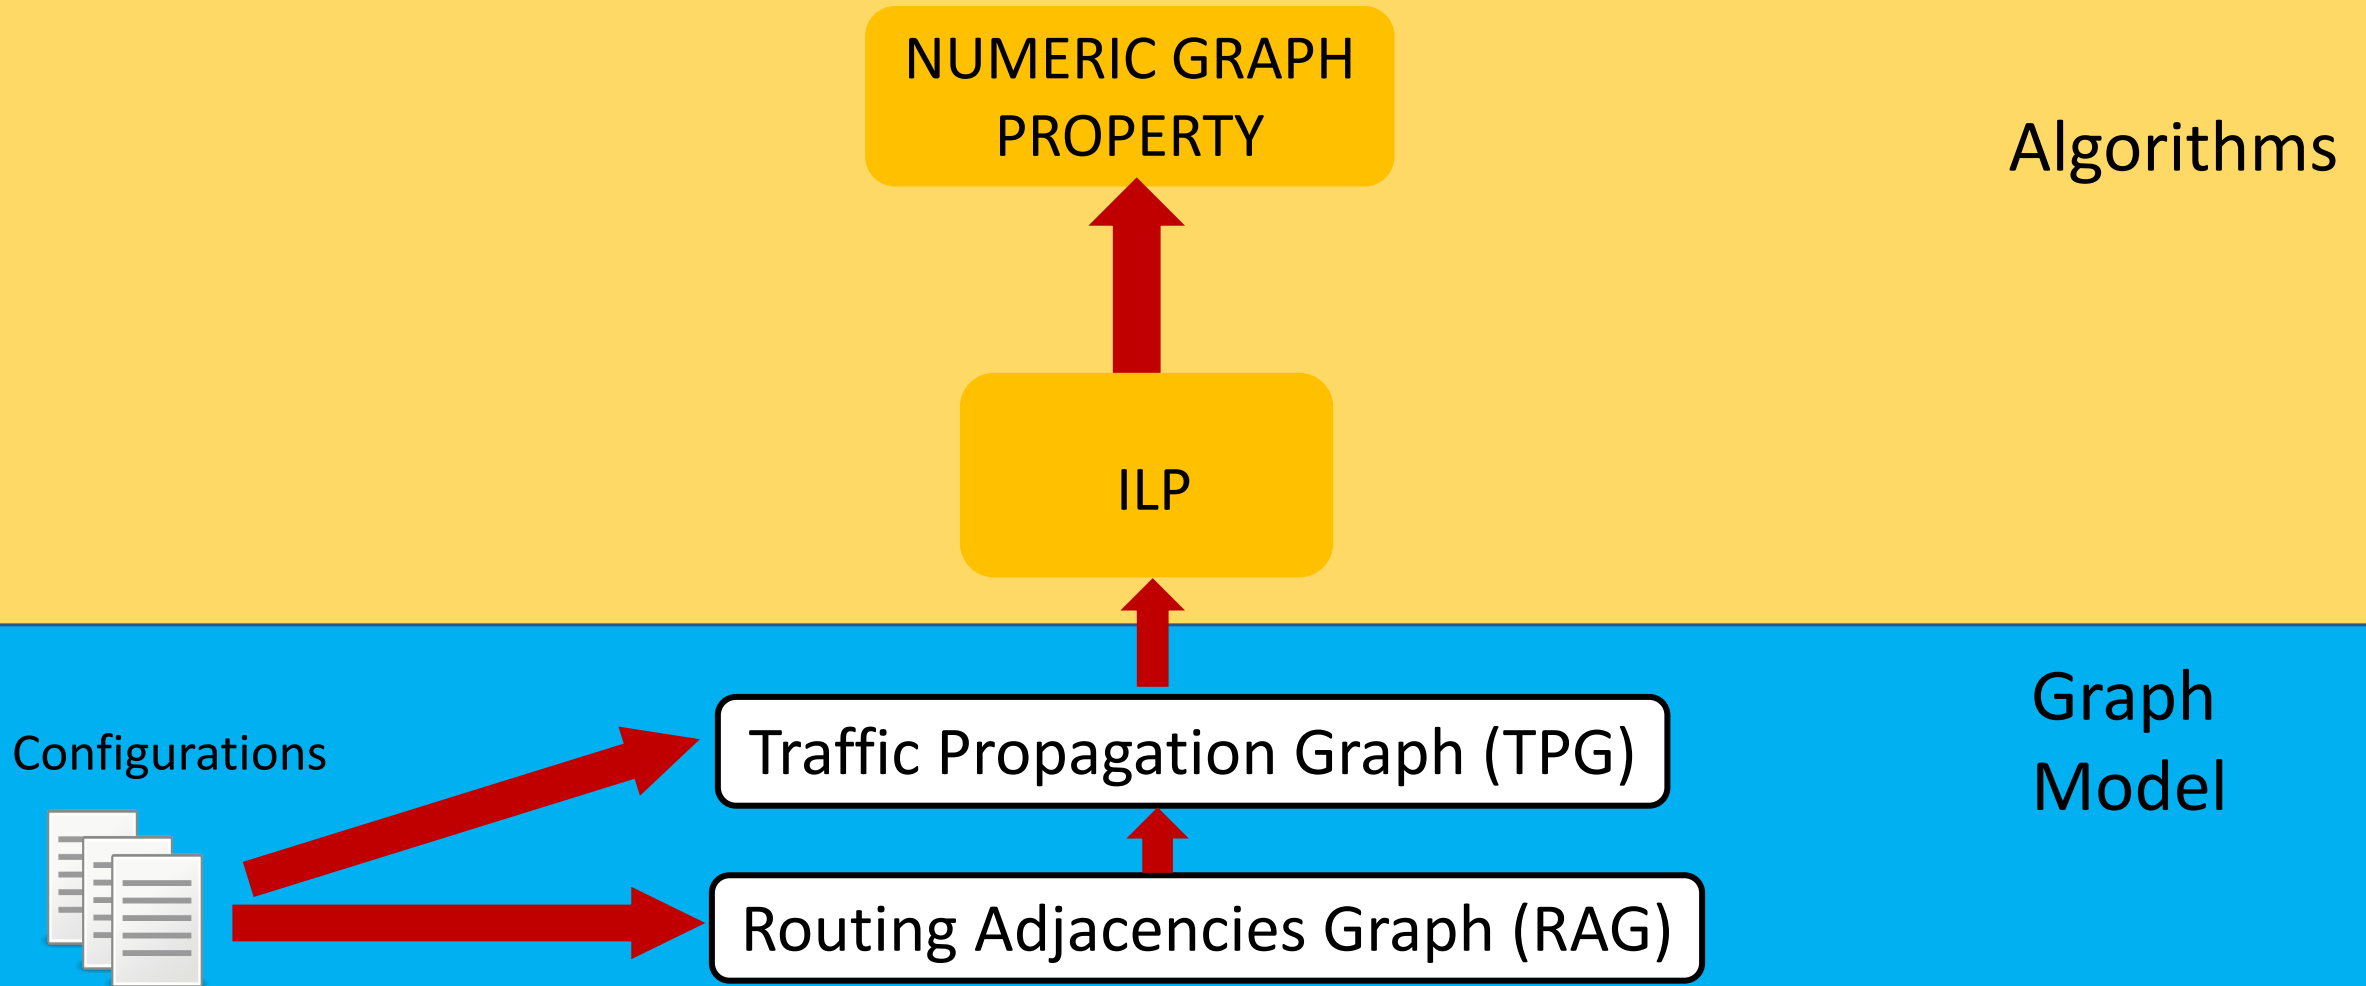 NUMERIC GRAPH
PROPERTY
Algorithms
ILP
Graph
Model
Configurations
Traffic Propagation Graph (TPG)
Routing Adjacencies Graph (RAG)